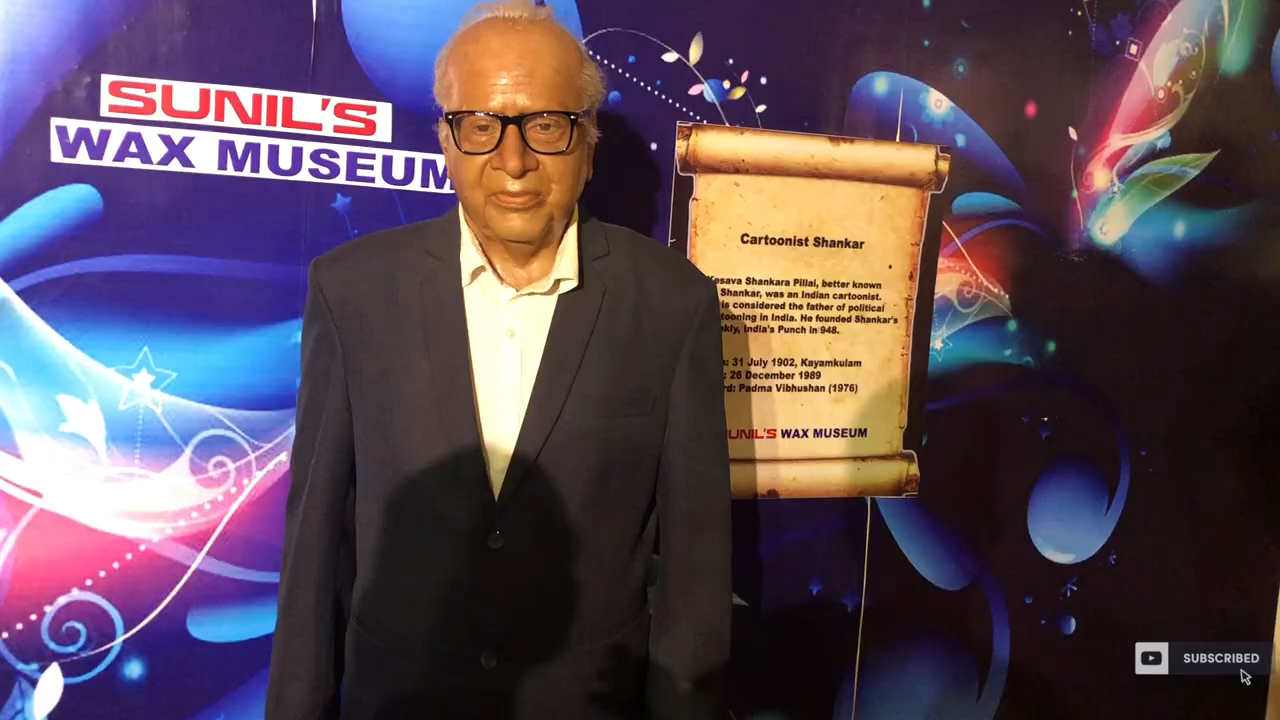 SUNIL'S
WAX MUSEUM
Cartoonist Shankar
Kesava Shankara Pillai, better known
Shankar, was an Indian cartoonist.
is considered the father of political
tooning in India. He founded Shankar's
ekly, India's Punch in 948.
: 31 July 1902, Kayamkulam
: 26 December 1989
rd: Padma Vibhushan (1976)
UNIL'S WAX MUSEUM
SUBSCRIBED